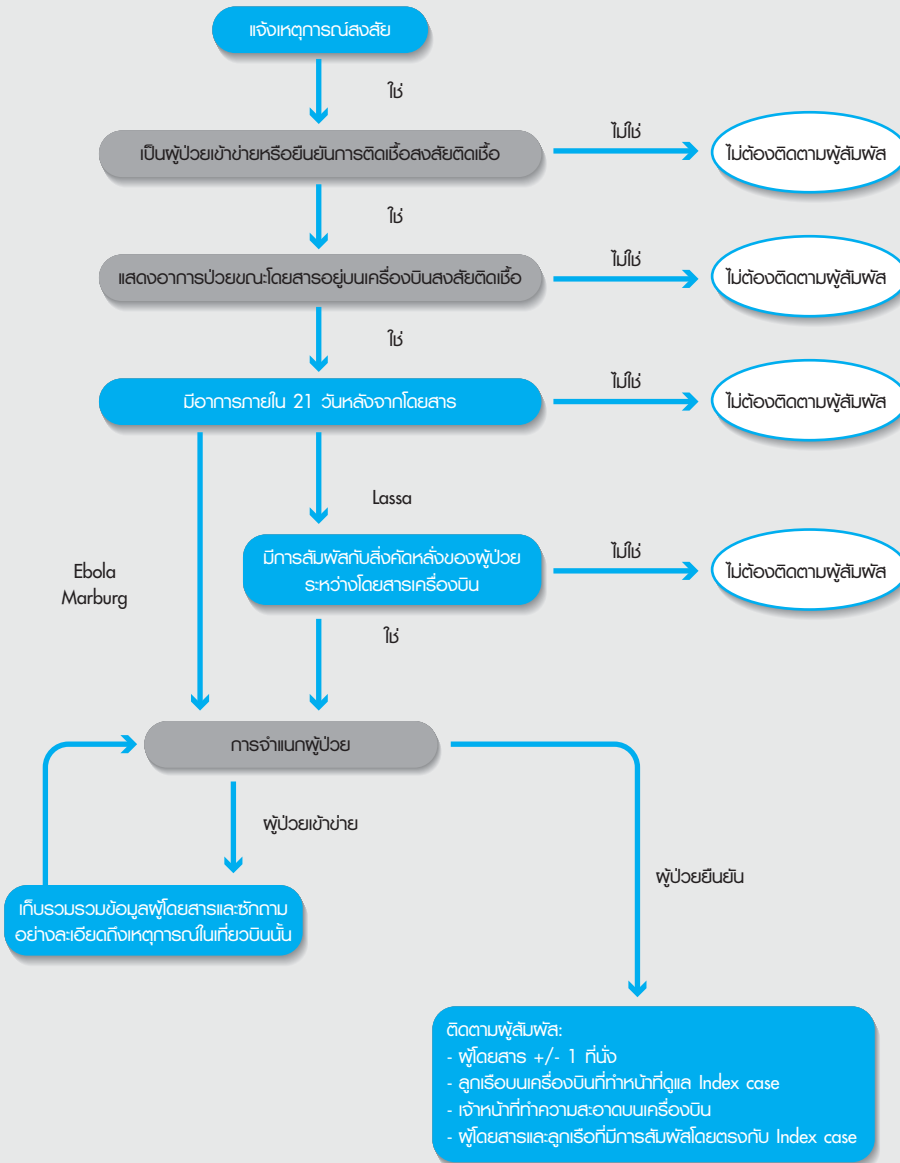 แจ้งเหตุการณ์สงสัย
ใช่
เป็นผู้ป่วยเข้าข่ายหรือยืนยันการติดเชื้อสงสัยติดเชื้อ
ไม่ใช่
ไม่ต้องติดตามผู้สัมผัส
ใช่
แสดงอาการป่วยขณะโดยสารอยู่บนเครื่องบินสงสัยติดเชื้อ
ไม่ใช่
ไม่ต้องติดตามผู้สัมผัส
ใช่
มีอาการภายใน 21 วันหลังจากโดยสาร
ไม่ใช่
ไม่ต้องติดตามผู้สัมผัส
Lassa
Ebola
Marburg
มีการสัมผัสกับสิ่งคัดหลั่งของผู้ป่วย
ระหว่างโดยสารเครื่องบิน
ไม่ใช่
ไม่ต้องติดตามผู้สัมผัส
ใช่
การจำแนกผู้ป่วย
ผู้ป่วยเข้าข่าย
ผู้ป่วยยืนยัน
เก็บรวมรวมข้อมูลผู้โดยสารและซักถาม
อย่างละเอียดถึงเหตุการณ์ในเที่ยวบินนั้น
ติดตามผู้สัมผัส:
- ผู้โดยสาร +/- 1 ที่นั่ง
- ลูกเรือบนเครื่องบินที่ทำหน้าที่ดูแล Index case
- เจ้าหน้าที่ทำความสะอาดบนเครื่องบิน
- ผู้โดยสารและลูกเรือที่มีการสัมผัสโดยตรงกับ Index case